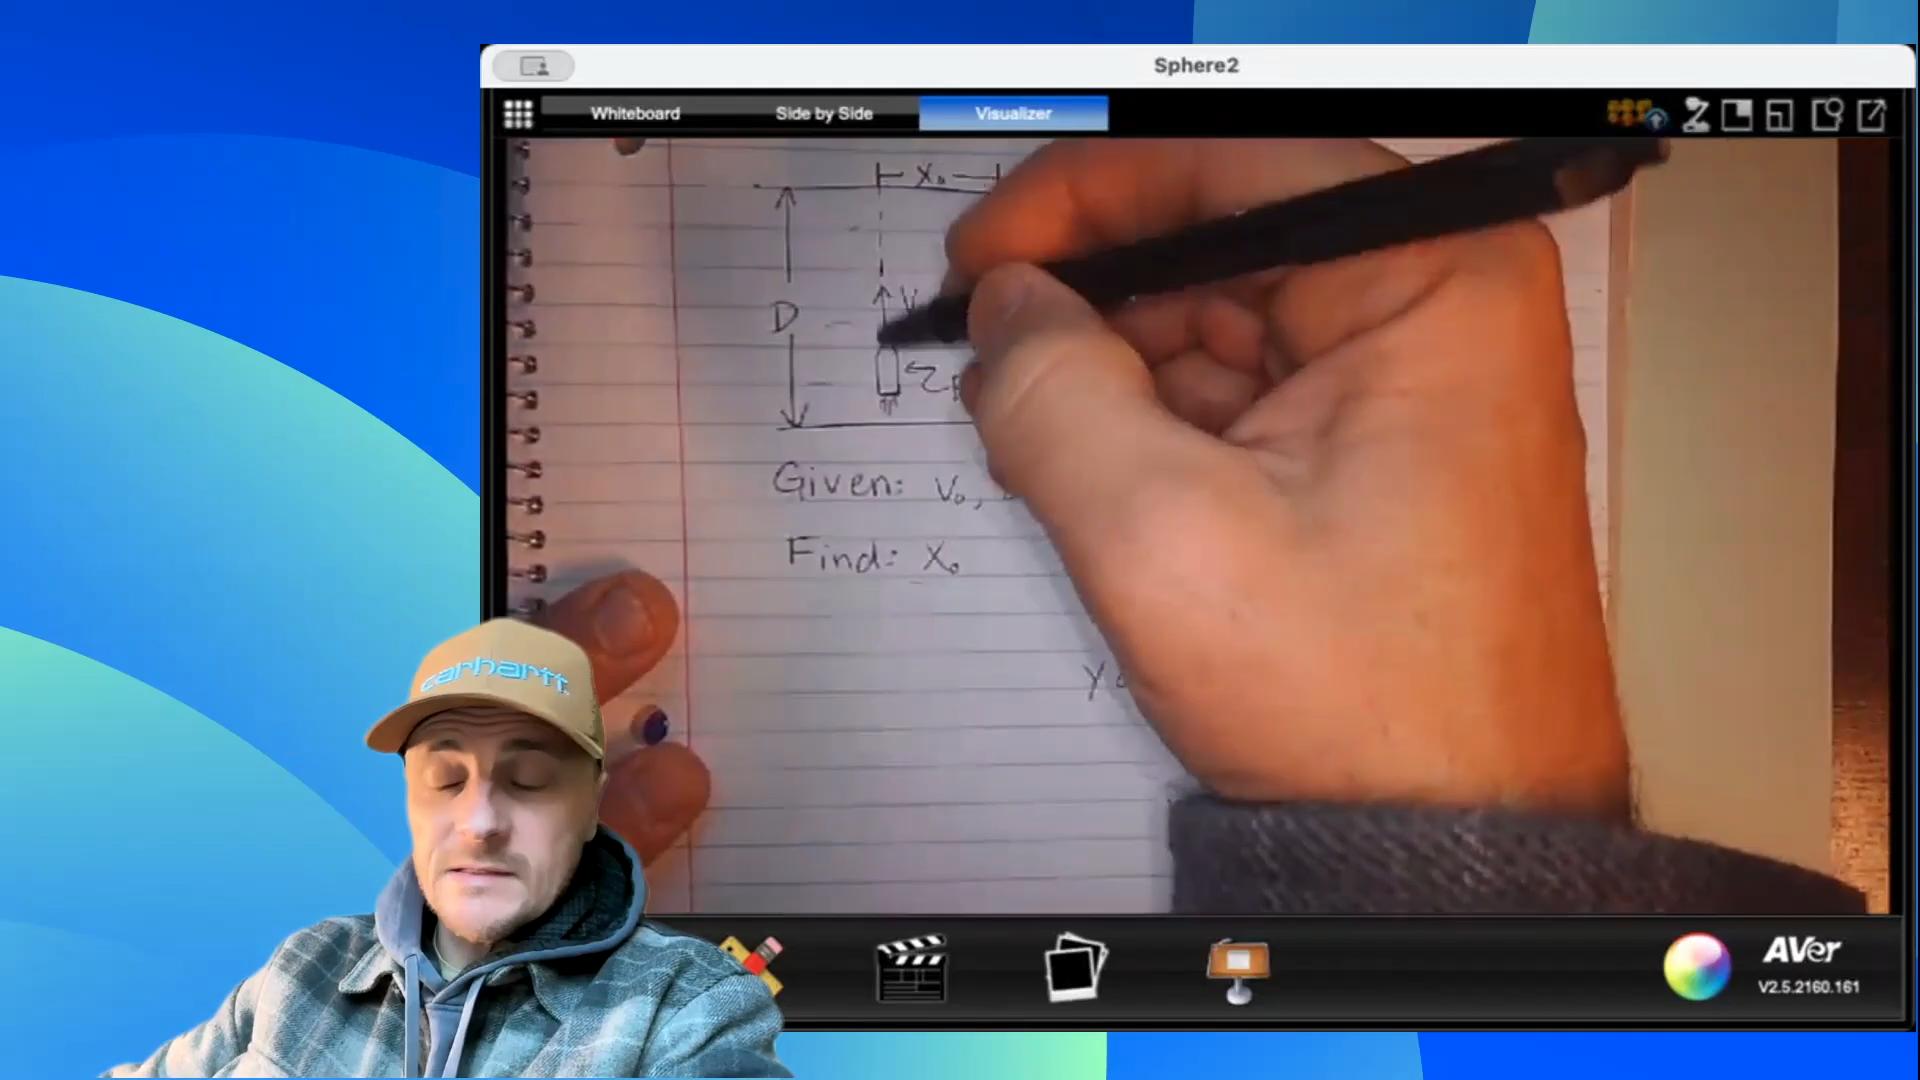 Sphere2
Whiteboard Side by Side Visualizer
X₀
V
D
Given: v₀,
Find: X₀
y
carhartt
AVer
V2.5.2160.161